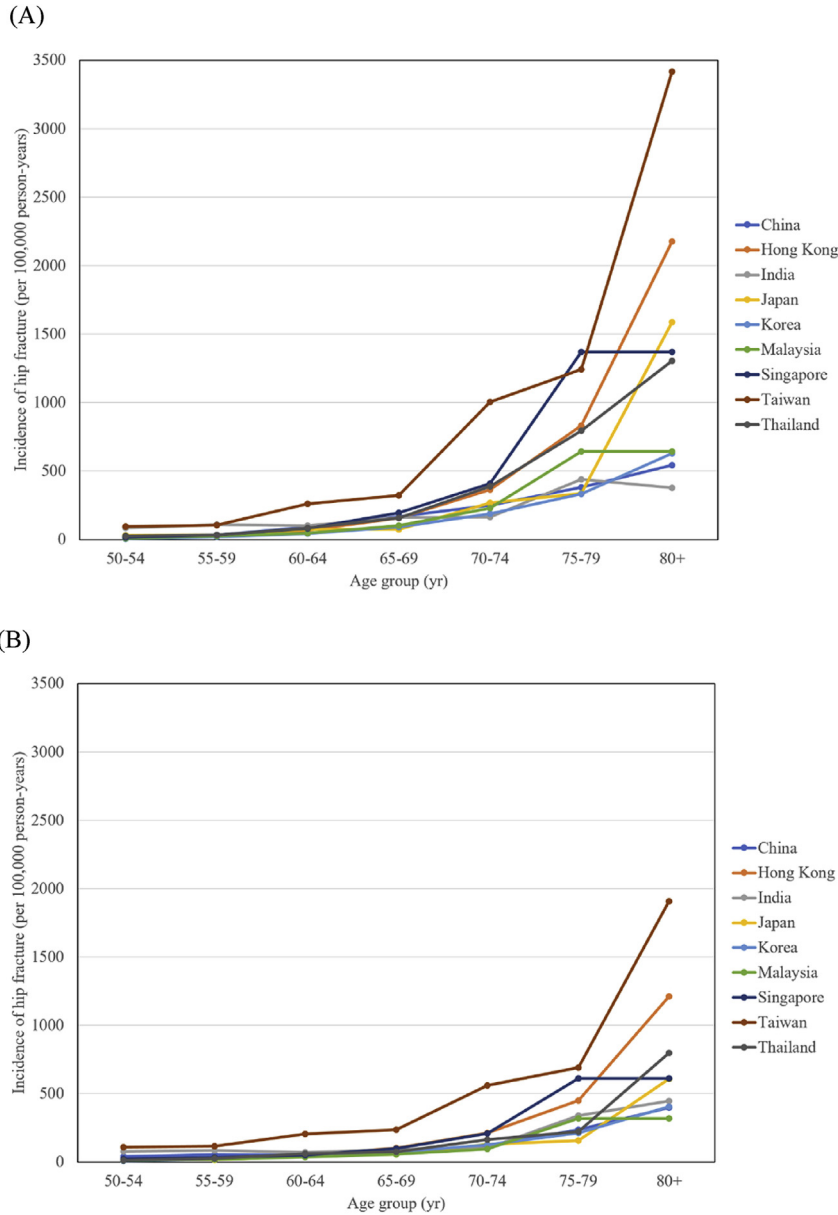 (A)
3500
3000
2500
2000
1500
1000
500
0
Incidence of hip fracture (per 100,000 person-years)
50-54 55-59 60-64 65-69 70-74 75-79 80+
Age group (yr)
China
Hong Kong
India
Japan
Korea
Malaysia
Singapore
Taiwan
Thailand
(B)
3500
3000
2500
2000
1500
1000
500
0
Incidence of hip fracture (per 100,000 person-years)
50-54 55-59 60-64 65-69 70-74 75-79 80+
Age group (yr)
China
Hong Kong
India
Japan
Korea
Malaysia
Singapore
Taiwan
Thailand